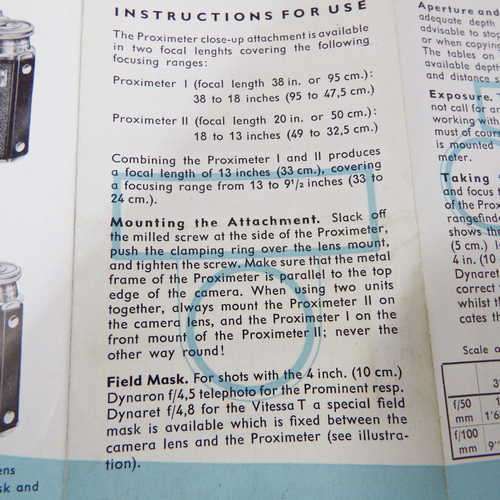 INSTRUCTIONS FOR USE
The Proximeter close-up attachment is available
in two focal lenghts covering the following
focusing ranges:
Proximeter I (focal length 38 in. or 95 cm.):
38 to 18 inches (95 to 47,5 cm.)
Proximeter II (focal length 20 in. or 50 cm.):
18 to 13 inches (49 to 32,5 cm.)
Combining the Proximeter I and II produces
a focal length of 13 inches (33 cm.), covering
a focusing range from 13 to 9½ inches (33 to
24 cm.).
Mounting the Attachment. Slack off
the milled screw at the side of the Proximeter,
push the clamping ring over the lens mount,
and tighten the screw. Make sure that the metal
frame of the Proximeter is parallel to the top
edge of the camera. When using two units
together, always mount the Proximeter II on
the camera lens, and the Proximeter I on the
front mount of the Proximeter II; never the
other way round!
Field Mask. For shots with the 4 inch. (10 cm.)
Dynaron f/4,5 telephoto for the Prominent resp.
Dynaret f/4,8 for the Vitessa T a special field
mask is available which is fixed between the
camera lens and the Proximeter (see illustra-
tion).
ens
sk and
Aperture and
adequate depth
advisable to stop
or when copying
The tables on
available depth
and distance s
Exposure.
not call for an
working with
must of course
is mounted
meter.
Taking
and focus t
of the Proxi
rangefinde
shows th
(5 cm.) l
4 in. (10
Dynaret
correct
whilst th
cates th
Scale a
3'
f/50
mm 1'6
f/100
mm 9''